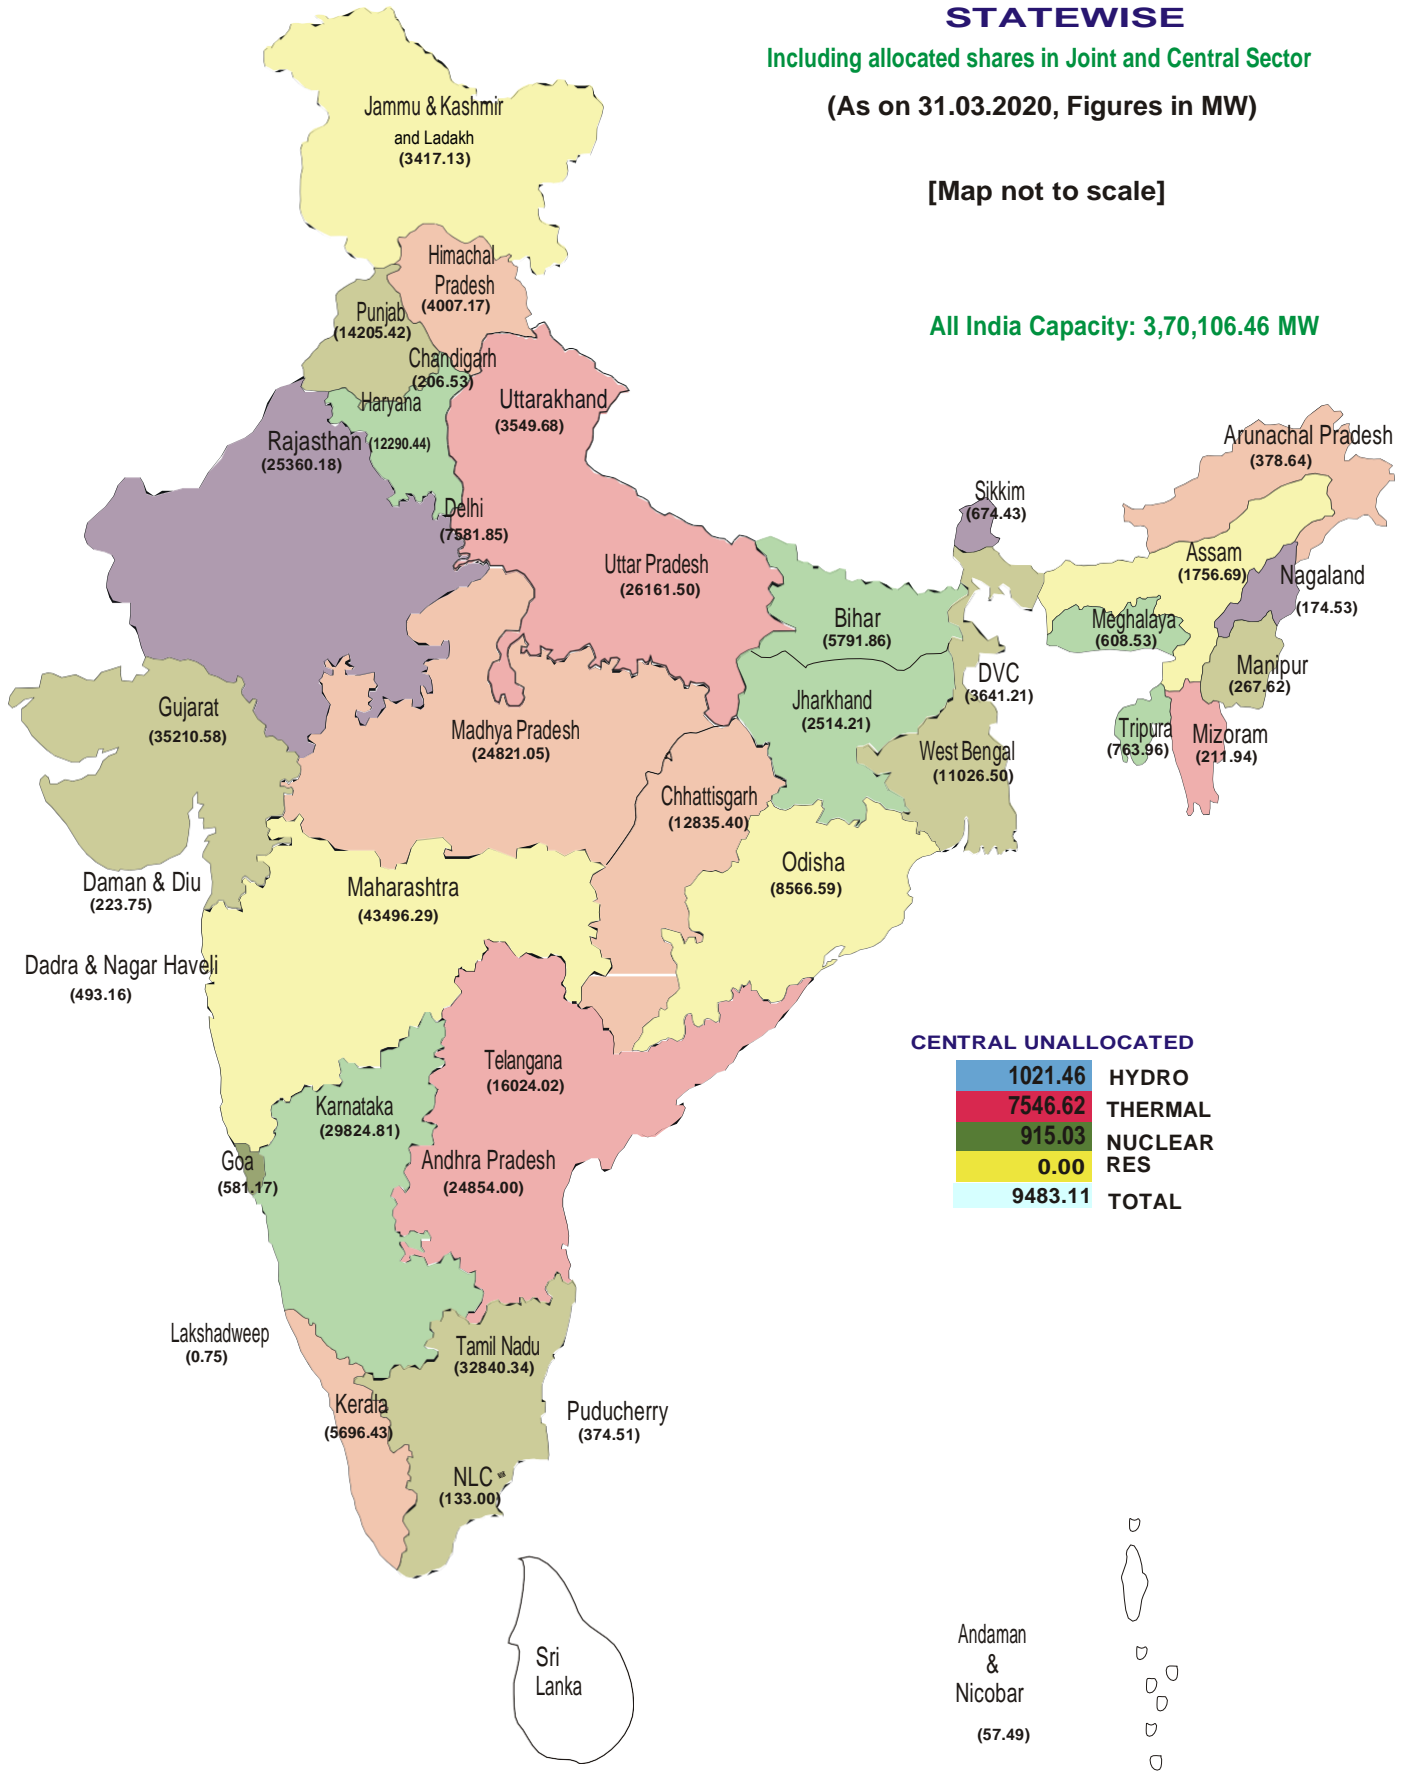 STATEWISE
Including allocated shares in Joint and Central Sector
(As on 31.03.2020, Figures in MW)
[Map not to scale]
All India Capacity: 3,70,106.46 MW
Jammu & Kashmir
and Ladakh
(3417.13)
Himachal
Pradesh
(4007.17)
Punjab
(14205.42)
Chandigarh
(206.53)
Haryana
(12290.44)
Uttarakhand
(3549.68)
Rajasthan
(25360.18)
Delhi
(7581.85)
Uttar Pradesh
(26161.50)
Sikkim
(674.43)
Arunachal Pradesh
(378.64)
Assam
(1756.69)
Nagaland
(174.53)
Meghalaya
(608.53)
Manipur
(267.62)
Tripura
(763.96)
Mizoram
(211.94)
Bihar
(5791.86)
DVC
(3641.21)
Jharkhand
(2514.21)
West Bengal
(11026.50)
Gujarat
(35210.58)
Madhya Pradesh
(24821.05)
Chhattisgarh
(12835.40)
Odisha
(8566.59)
Daman & Diu
(223.75)
Maharashtra
(43496.29)
Dadra & Nagar Haveli
(493.16)
Telangana
(16024.02)
Karnataka
(29824.81)
Goa
(581.17)
Andhra Pradesh
(24854.00)
CENTRAL UNALLOCATED
1021.46 HYDRO
7546.62 THERMAL
915.03 NUCLEAR
0.00 RES
9483.11 TOTAL
Lakshadweep
(0.75)
Tamil Nadu
(32840.34)
Kerala
(5696.43)
Puducherry
(374.51)
NLC
(133.00)
Sri
Lanka
Andaman
&
Nicobar
(57.49)